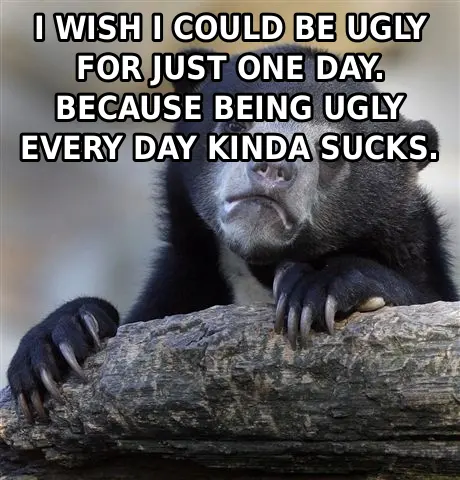 I WISH I COULD BE UGLY
FOR JUST ONE DAY.
BECAUSE BEING UGLY
EVERY DAY KINDA SUCKS.